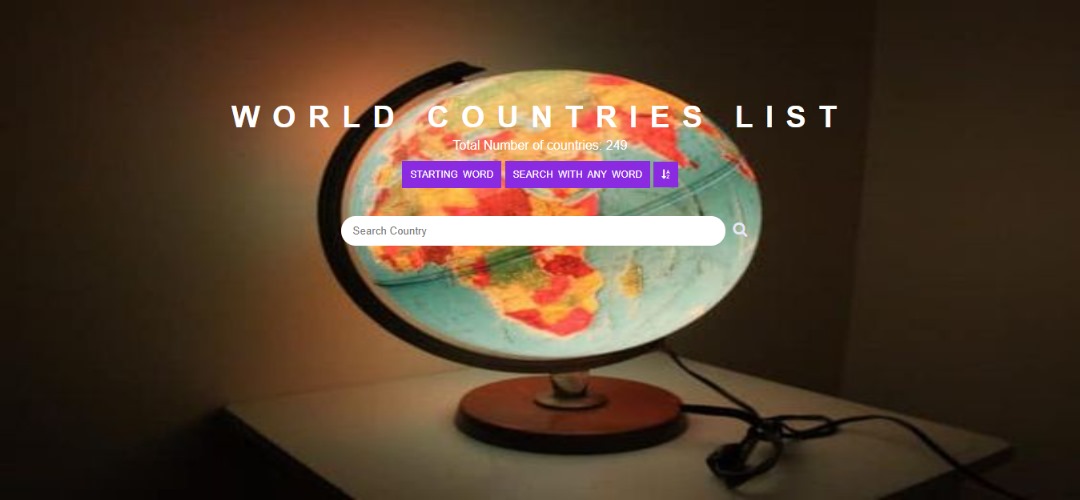 WORLD COUNTRIES LIST
Total Number of countries: 249
STARTING WORD SEARCH WITH ANY WORD
Search Country